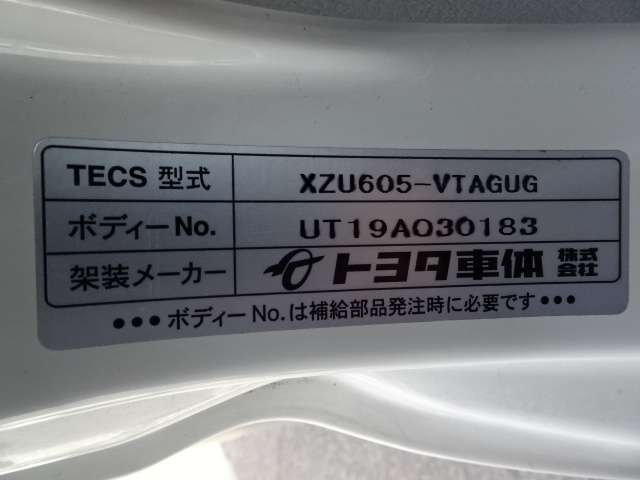 TECS 型式 XZU605-VTAGUG
ボディーNo. UT19A030183
架装メーカー トヨタ車体 株式会社
●●●ボディーNo.は補給部品発注時に必要です●●●